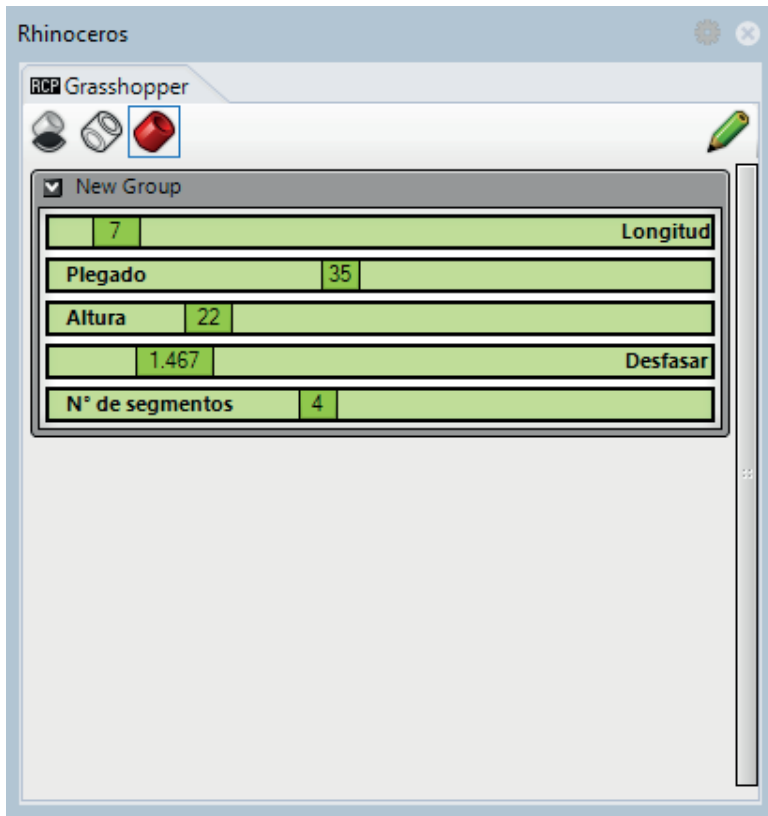 Rhinoceros
RCP Grasshopper
New Group
7 Longitud
Plegado 35
Altura 22
1.467 Desfasar
N° de segmentos 4